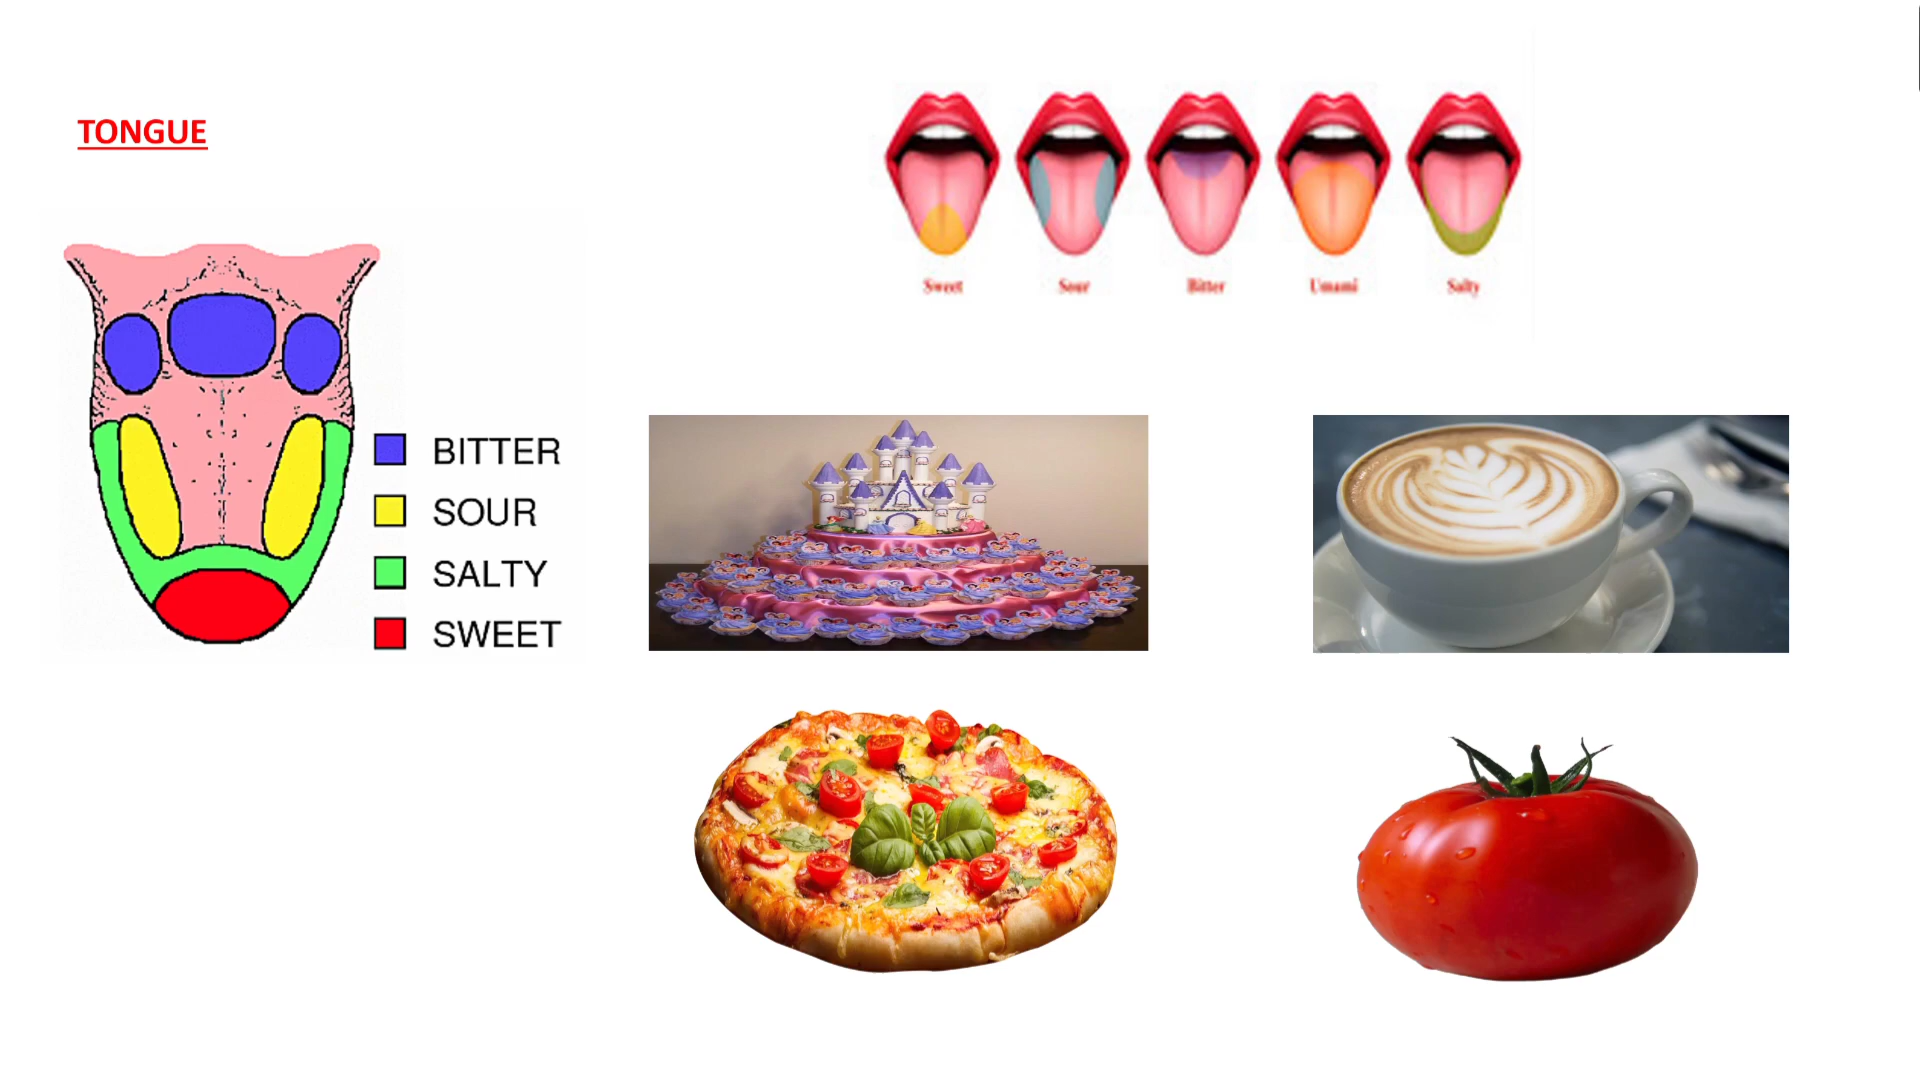 TONGUE
Sweet Sour Bitter Umami Salty
BITTER
SOUR
SALTY
SWEET